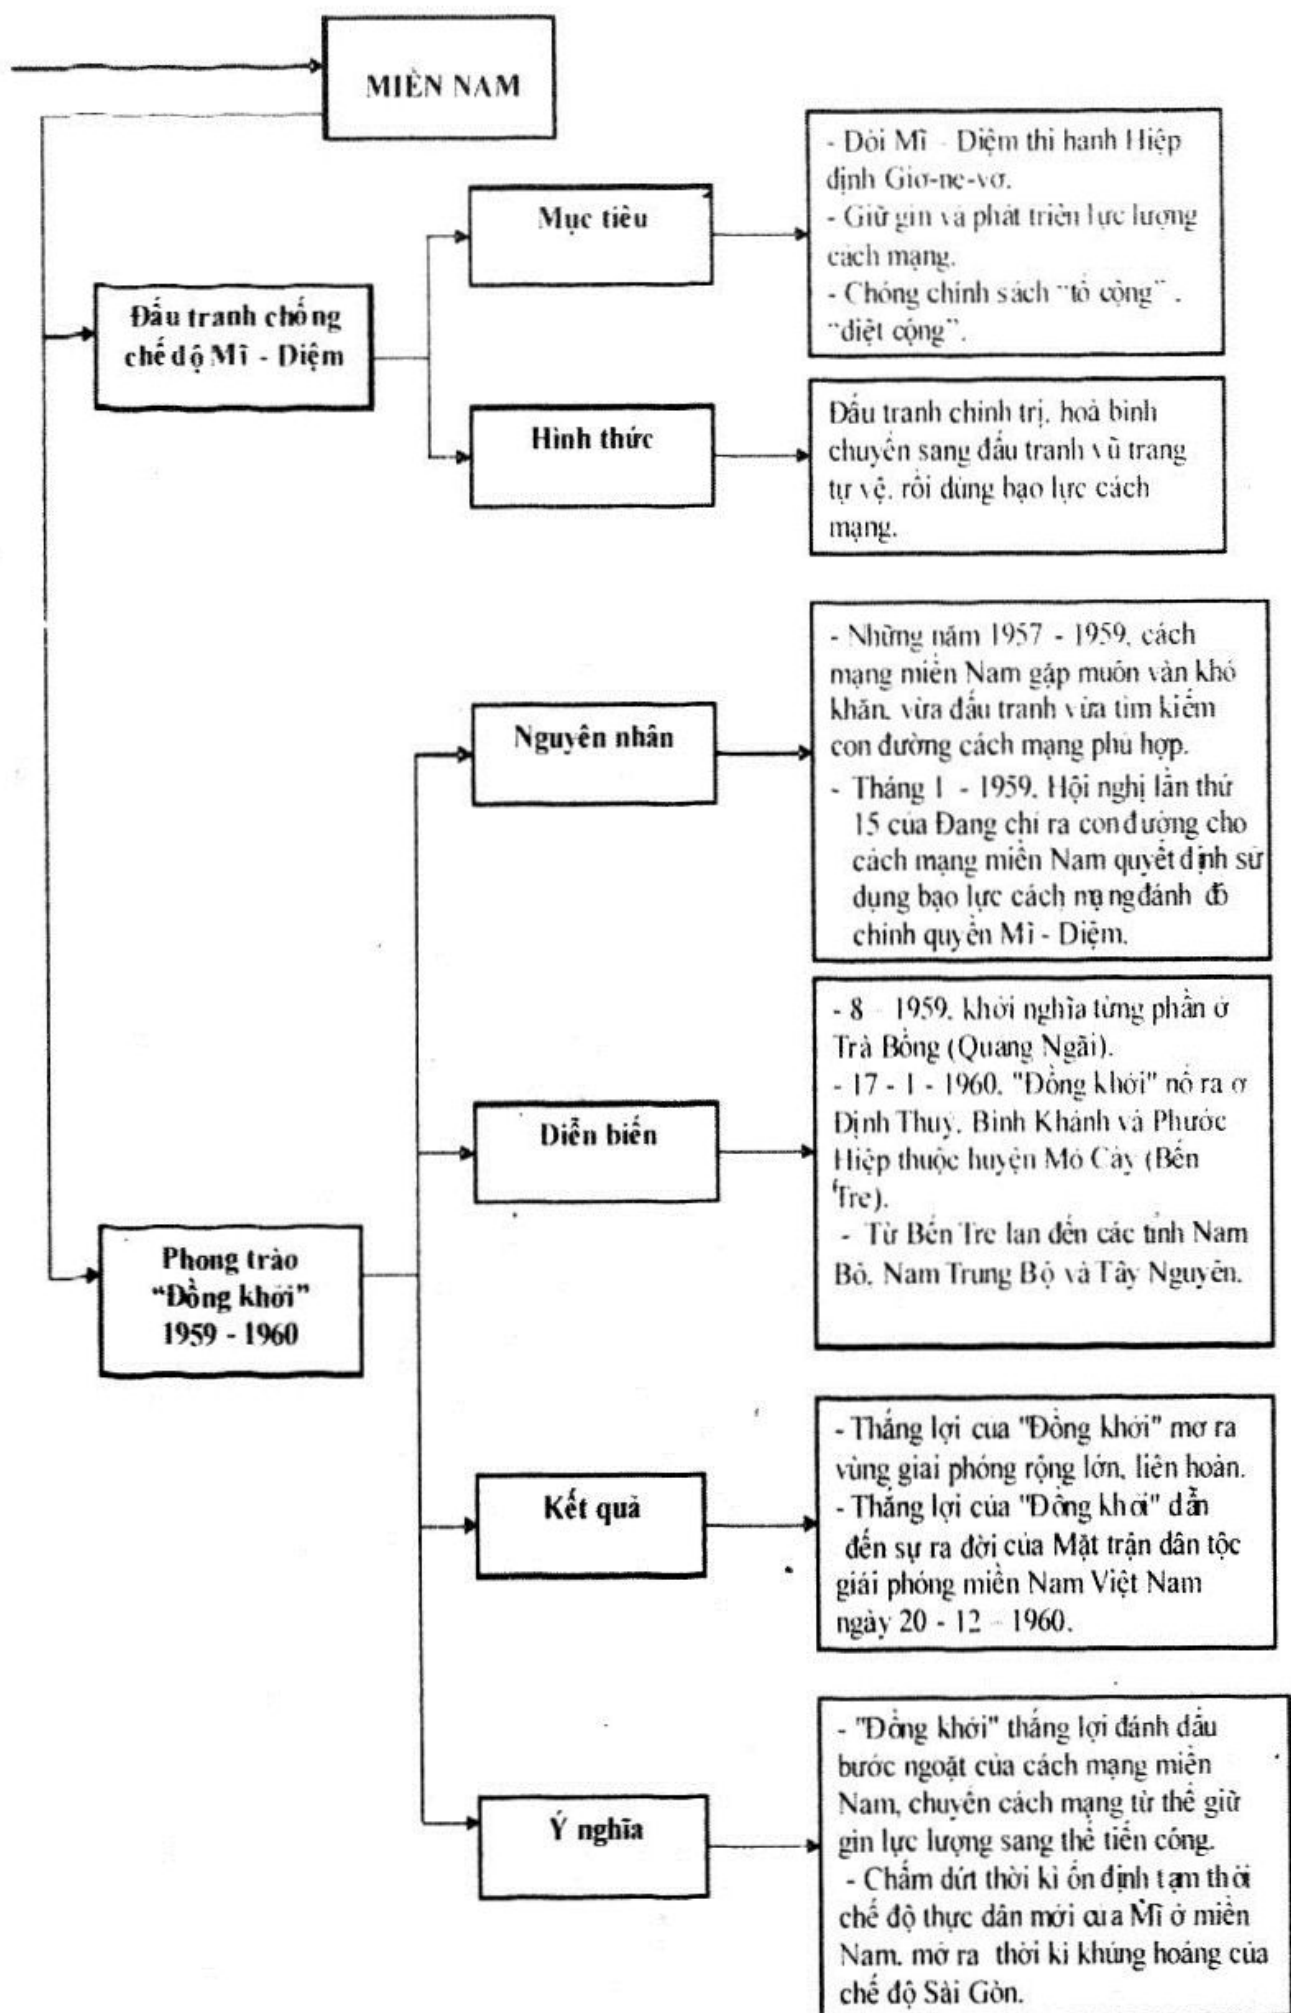 MIỀN NAM
Đấu tranh chống
chế độ Mĩ - Diệm
Mục tiêu
- Dòi Mĩ - Diệm thi hanh Hiệp
định Giơ-ne-vơ.
- Giữ gin và phát triển lực lượng
cách mạng.
- Chóng chính sách "tố cộng".
"diệt cộng".
Hình thức
Đấu tranh chính trị, hoà bình
chuyển sang đấu tranh vũ trang
tự vệ, rồi dùng bạo lực cách
mạng.
Phong trào
"Đồng khởi"
1959 - 1960
Nguyên nhân
- Những năm 1957 - 1959, cách
mạng miền Nam gặp muôn vàn khó
khăn, vừa đấu tranh vừa tìm kiếm
con đường cách mạng phù hợp.
- Tháng 1 - 1959, Hội nghị lần thứ
15 của Đang chỉ ra con đường cho
cách mạng miền Nam quyết định sử
dụng bạo lực cách mạng đánh đổ
chính quyền Mĩ - Diệm.
Diễn biến
- 8 - 1959, khởi nghĩa từng phần ở
Trà Bồng (Quang Ngãi).
- 17 - 1 - 1960, "Đồng khởi" nổ ra ở
Định Thuỷ, Bình Khánh và Phước
Hiệp thuộc huyện Mỏ Cày (Bến
Tre).
- Từ Bến Tre lan đến các tỉnh Nam
Bộ, Nam Trung Bộ và Tây Nguyên.
Kết quả
- Thắng lợi của "Đồng khởi" mơ ra
vùng giai phóng rộng lớn, liên hoàn.
- Thắng lợi của "Đồng khởi" dẫn
đến sự ra đời của Mặt trận dân tộc
giải phóng miền Nam Việt Nam
ngày 20 - 12 - 1960.
Ý nghĩa
- "Đồng khởi" thắng lợi đánh dấu
bước ngoặt của cách mạng miền
Nam, chuyển cách mạng từ thế giữ
gin lực lượng sang thế tiến công.
- Chấm dứt thời kì ổn định tạm thời
chế độ thực dân mới của Mĩ ở miền
Nam, mở ra thời kì khủng hoảng của
chế độ Sài Gòn.